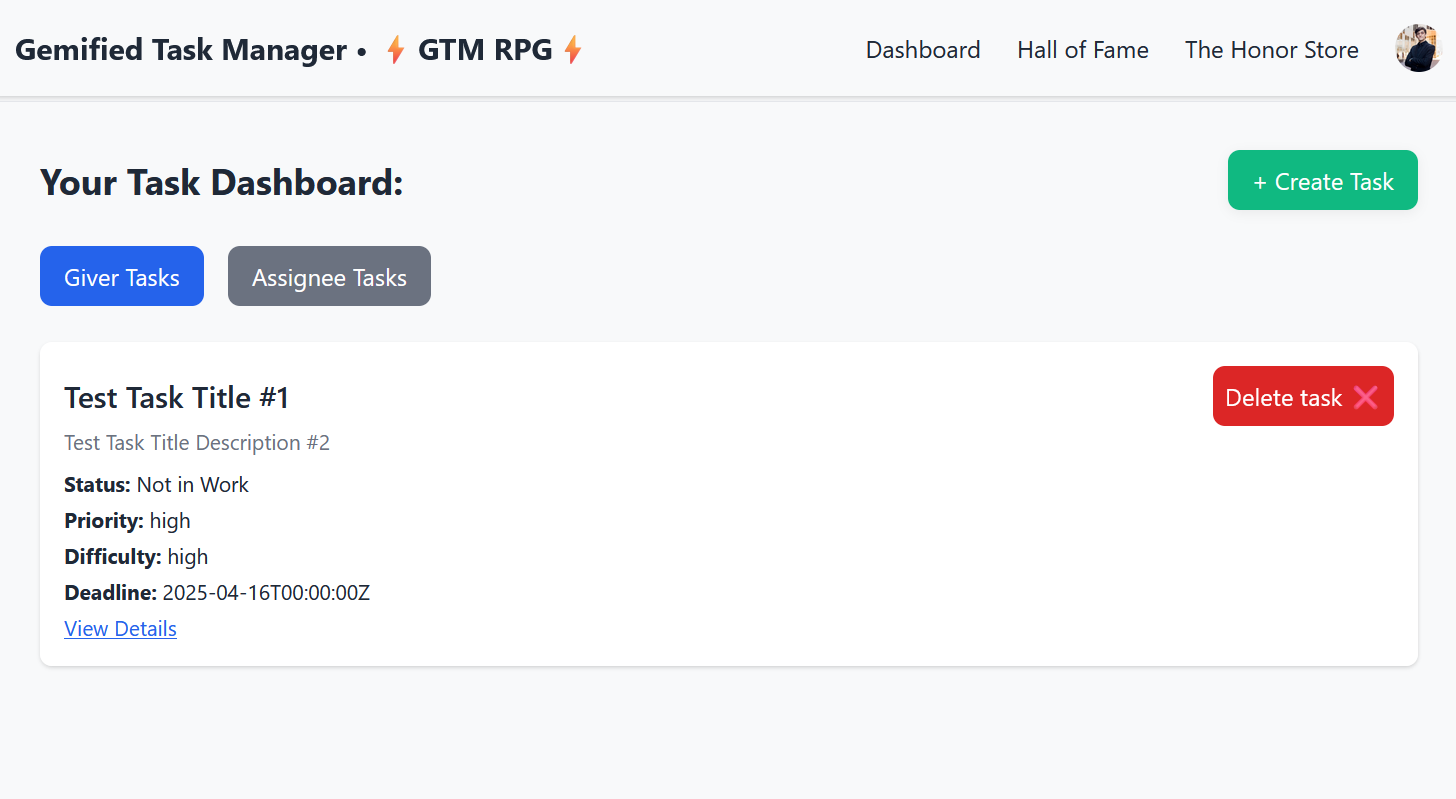 Gemified Task Manager • ⚡ GTM RPG ⚡
Dashboard
Hall of Fame
The Honor Store
Your Task Dashboard:
+ Create Task
Giver Tasks
Assignee Tasks
Test Task Title #1
Delete task ❌
Test Task Title Description #2
Status: Not in Work
Priority: high
Difficulty: high
Deadline: 2025-04-16T00:00:00Z
View Details